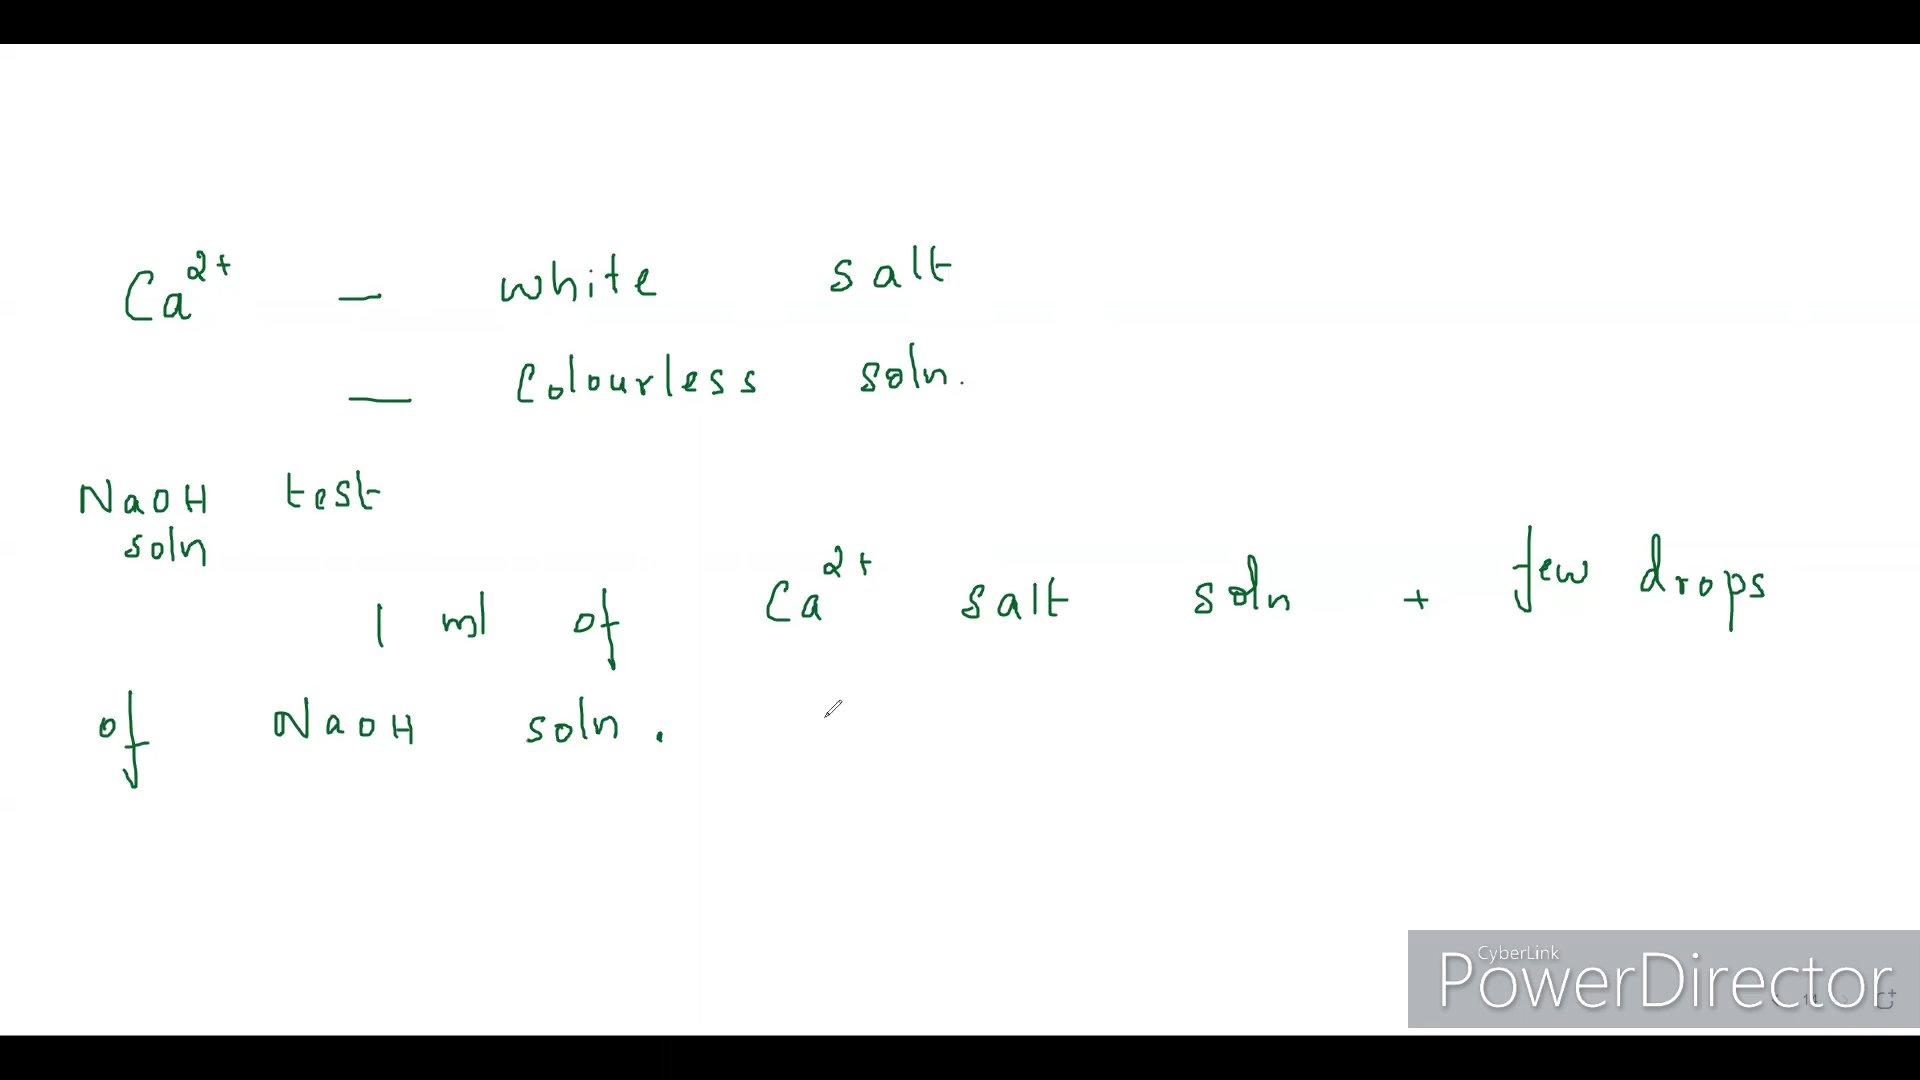 Ca²⁺ — white salt
— Colourless soln.
NaOH test
soln
1 ml of Ca²⁺ salt soln + few drops
of NaOH soln.
CyberLink
PowerDirector